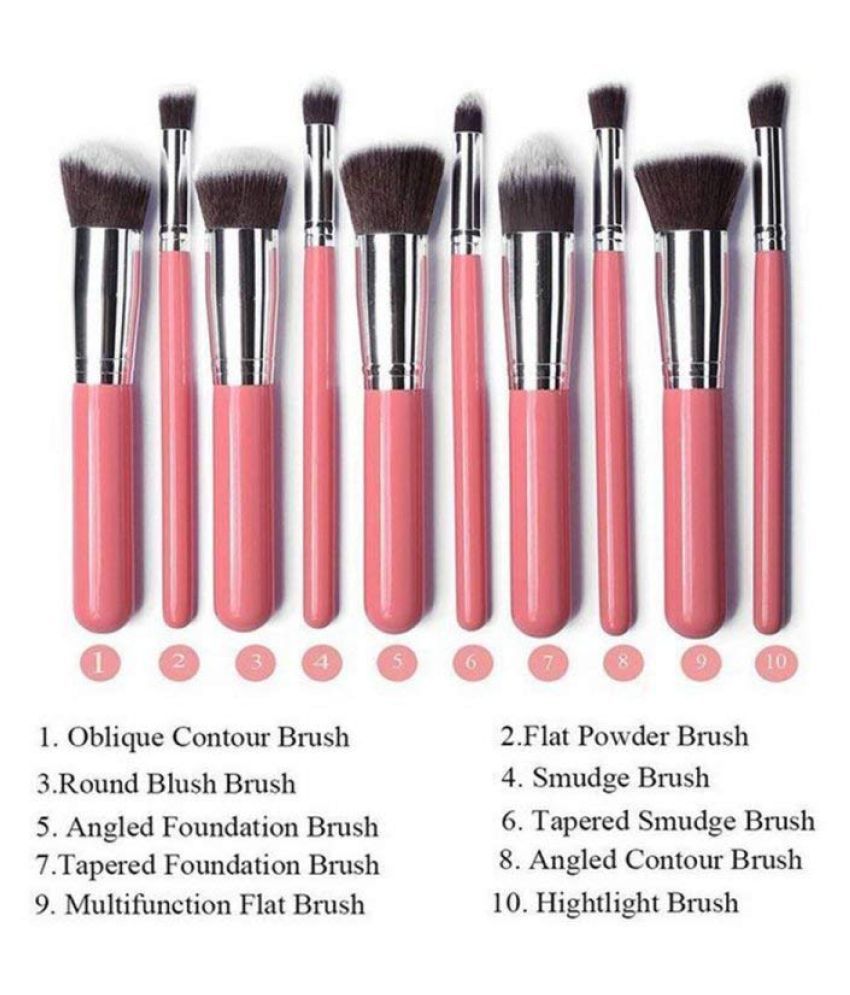 1 2 3 4 5 6 7 8 9 10
1. Oblique Contour Brush 2.Flat Powder Brush
3.Round Blush Brush 4. Smudge Brush
5. Angled Foundation Brush 6. Tapered Smudge Brush
7.Tapered Foundation Brush 8. Angled Contour Brush
9. Multifunction Flat Brush 10. Hightlight Brush